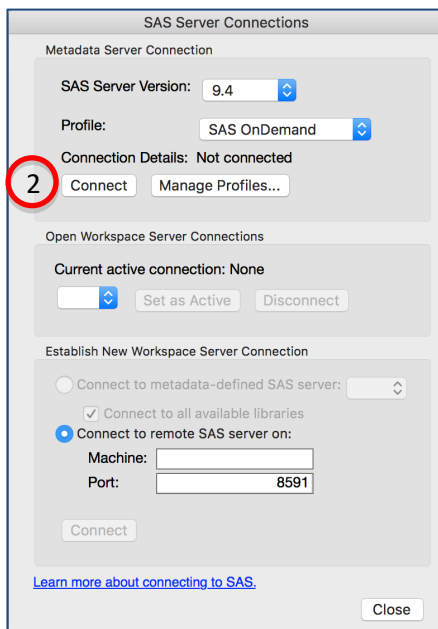 SAS Server Connections
Metadata Server Connection
SAS Server Version: 9.4
Profile: SAS OnDemand
Connection Details: Not connected
2 Connect Manage Profiles...
Open Workspace Server Connections
Current active connection: None
Set as Active Disconnect
Establish New Workspace Server Connection
Connect to metadata-defined SAS server:
Connect to all available libraries
Connect to remote SAS server on:
Machine:
Port: 8591
Connect
Learn more about connecting to SAS.
Close